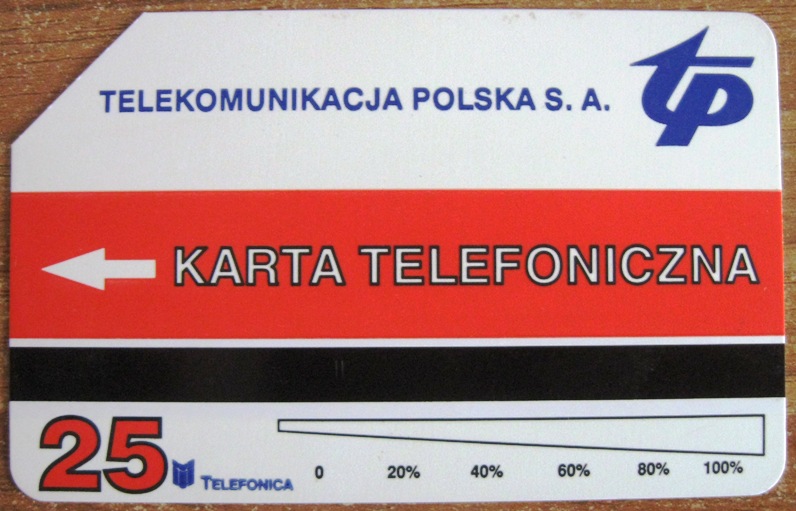 TELEKOMUNIKACJA POLSKA S. A.
TP
KARTA TELEFONICZNA
25
TELEFONICA
0 20% 40% 60% 80% 100%